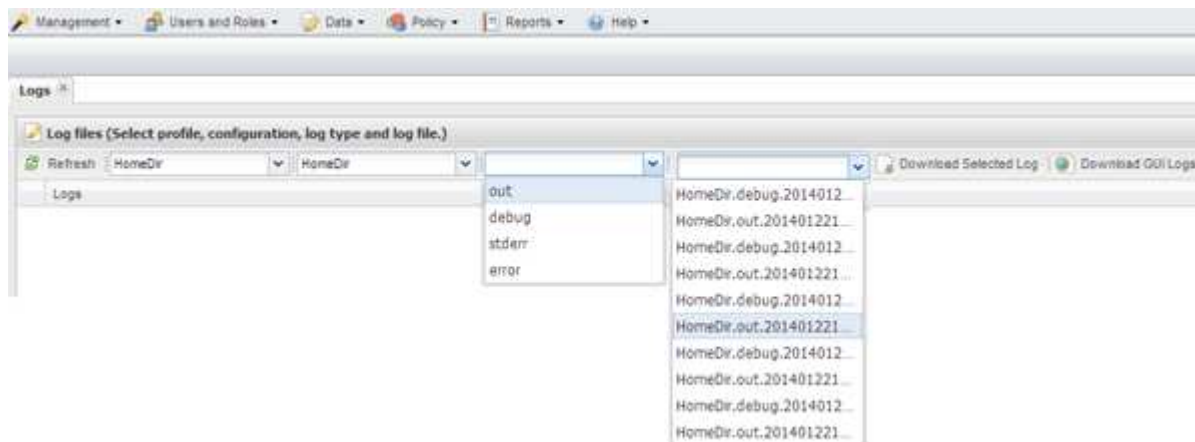 Management Users and Roles Data Policy Reports Help
Logs
Log files (Select profile, configuration, log type and log file.)
Refresh HomeDir HomeDir Download Selected Log Download GUI Logs
Logs
out
debug
stderr
error
HomeDir.debug.2014012...
HomeDir.out.201401221...
HomeDir.debug.2014012...
HomeDir.out.201401221...
HomeDir.debug.2014012...
HomeDir.out.201401221...
HomeDir.debug.2014012...
HomeDir.out.201401221...
HomeDir.debug.2014012...
HomeDir.out.201401221...